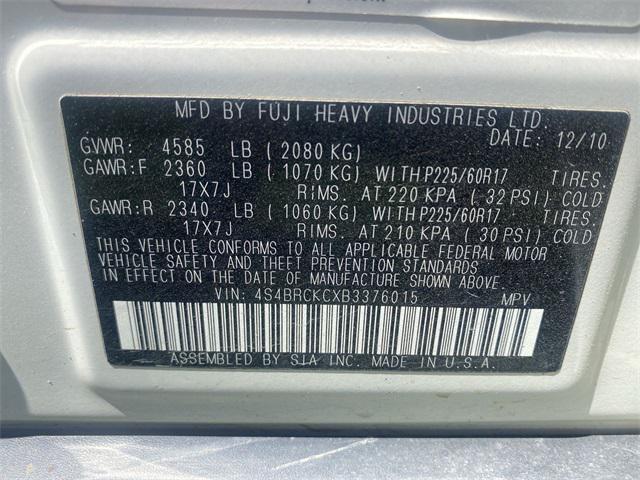 MFD BY FUJI HEAVY INDUSTRIES LTD.
DATE: 12/10
GVWR: 4585 LB (2080 KG)
GAWR:F 2360 LB (1070 KG) WITH P225/60R17 TIRES.
17X7J RIMS. AT 220 KPA (32 PSI) COLD
GAWR:R 2340 LB (1060 KG) WITH P225/60R17 TIRES.
17X7J RIMS. AT 210 KPA (30 PSI) COLD
THIS VEHICLE CONFORMS TO ALL APPLICABLE FEDERAL MOTOR
VEHICLE SAFETY AND THEFT PREVENTION STANDARDS
IN EFFECT ON THE DATE OF MANUFACTURE SHOWN ABOVE.
VIN: 4S4BRCKCXB3376015 MPV
ASSEMBLED BY SIA INC. MADE IN U.S.A.